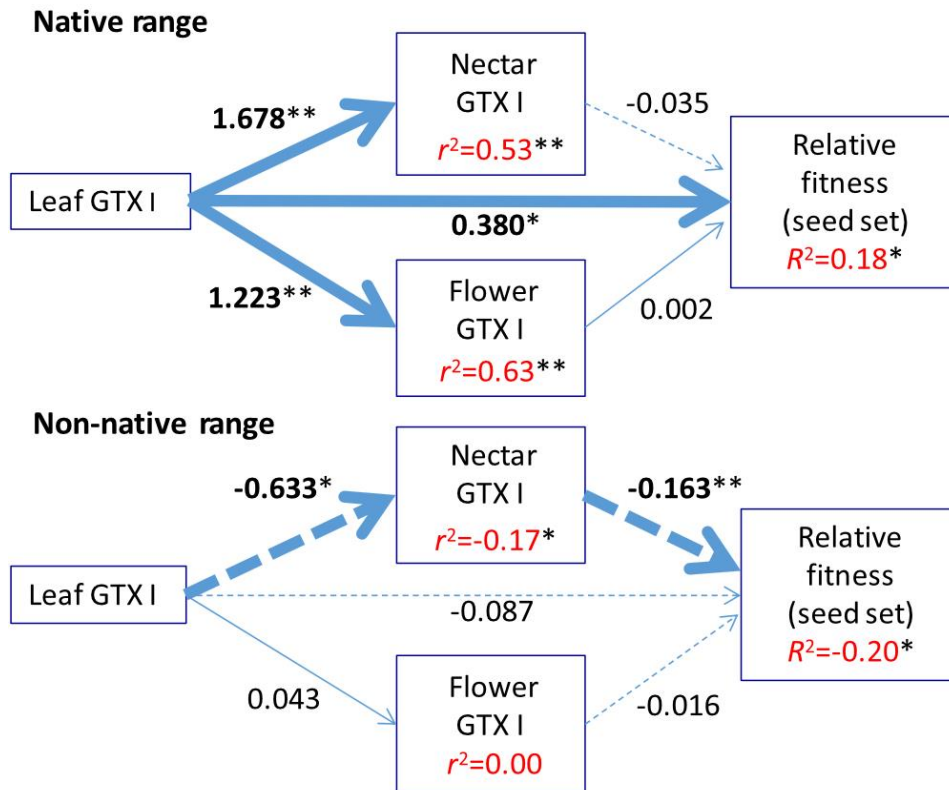 Native range
Nectar
GTX I
r²=0.53**
1.678**
-0.035
Leaf GTX I
0.380*
Relative
fitness
(seed set)
R²=0.18*
1.223**
Flower
GTX I
r²=0.63**
0.002
Non-native range
Nectar
GTX I
r²=-0.17*
-0.633*
-0.163**
Leaf GTX I
-0.087
Relative
fitness
(seed set)
R²=-0.20*
0.043
Flower
GTX I
r²=0.00
-0.016